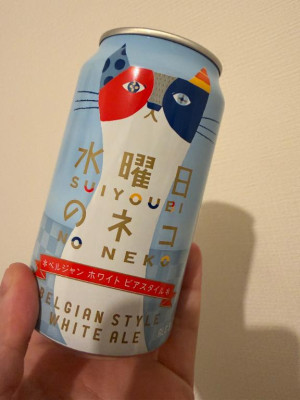 水曜日
SUIYOUBI
のネコ
NO NEKO
ベルジャン ホワイト ビアスタイル
BELGIAN STYLE
WHITE ALE